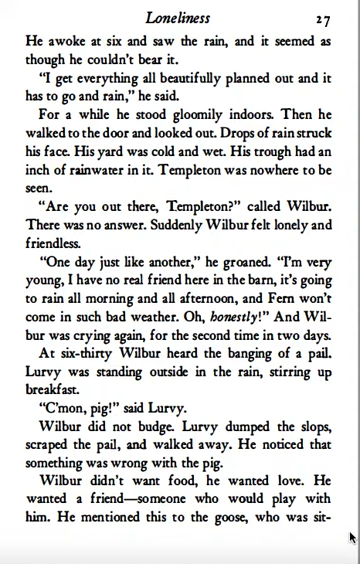 Loneliness 27
He awoke at six and saw the rain, and it seemed as
though he couldn't bear it.
"I get everything all beautifully planned out and it
has to go and rain," he said.
For a while he stood gloomily indoors. Then he
walked to the door and looked out. Drops of rain struck
his face. His yard was cold and wet. His trough had an
inch of rainwater in it. Templeton was nowhere to be
seen.
"Are you out there, Templeton?" called Wilbur.
There was no answer. Suddenly Wilbur felt lonely and
friendless.
"One day just like another," he groaned. "I'm very
young, I have no real friend here in the barn, it's going
to rain all morning and all afternoon, and Fern won't
come in such bad weather. Oh, honestly!" And Wil-
bur was crying again, for the second time in two days.
At six-thirty Wilbur heard the banging of a pail.
Lurvy was standing outside in the rain, stirring up
breakfast.
"C'mon, pig!" said Lurvy.
Wilbur did not budge. Lurvy dumped the slops,
scraped the pail, and walked away. He noticed that
something was wrong with the pig.
Wilbur didn't want food, he wanted love. He
wanted a friend—someone who would play with
him. He mentioned this to the goose, who was sit-